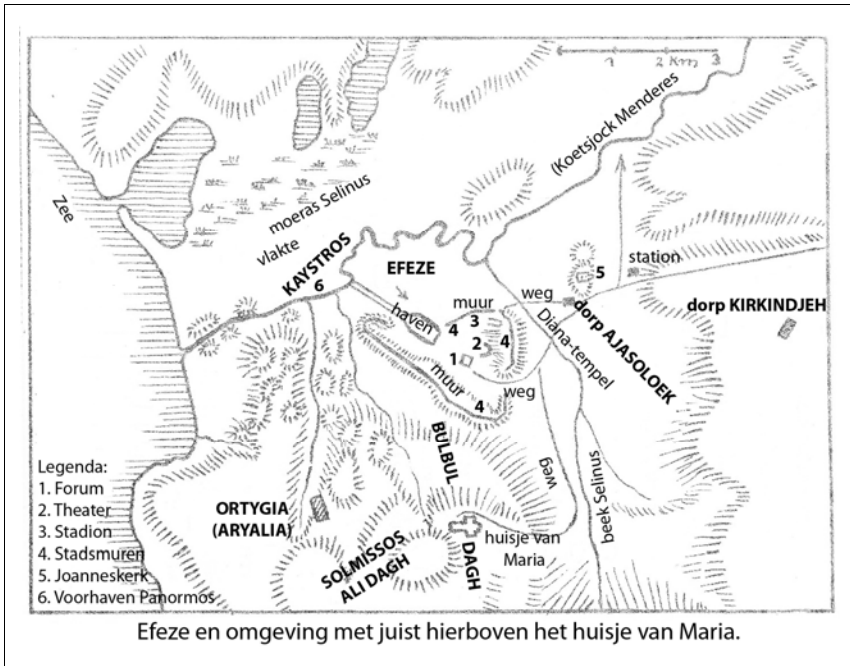 1 2 km 3
(Koetsjock Menderes
Zee
moeras Selinus
vlakte
KAYSTROS
6
EFEZE
haven
muur
weg
station
5
dorp KIRKINDJEH
dorp AJASOLOEK
Diana-tempel
4
3
2
4
1
muur
weg
4
BULBUL
weg
beek Selinus
ORTYGIA
(ARYALIA)
SOLMISSOS
ALI DAGH
DAGH
huisje van
Maria
Legenda:
1. Forum
2. Theater
3. Stadion
4. Stadsmuren
5. Joanneskerk
6. Voorhaven Panormos
Efeze en omgeving met juist hierboven het huisje van Maria.